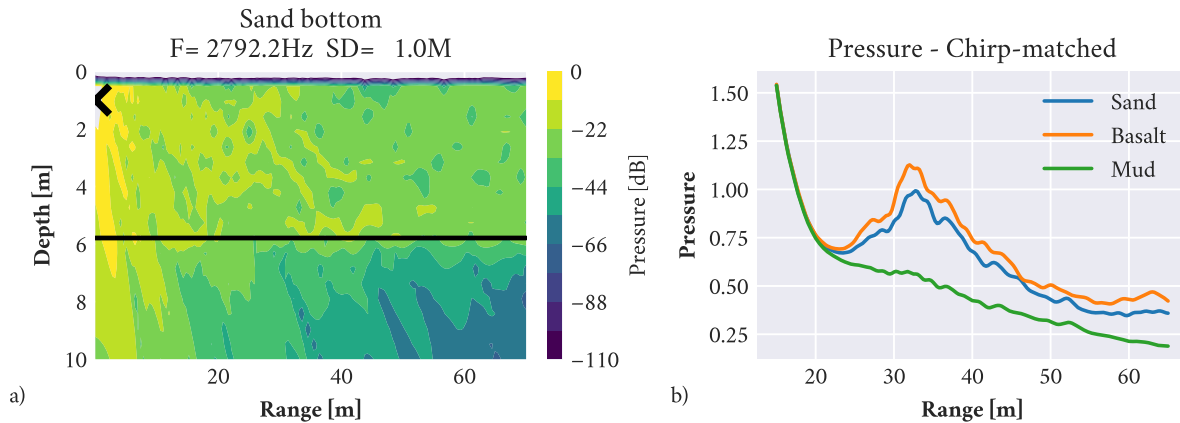 Sand bottom
F= 2792.2Hz SD= 1.0M
0
2
4
6
8
10
Depth [m]
20
40
60
Range [m]
0
−22
−44
−66
−88
−110
Pressure [dB]
a)
Pressure - Chirp-matched
1.50
1.25
1.00
0.75
0.50
0.25
Pressure
Sand
Basalt
Mud
20
30
40
50
60
Range [m]
b)